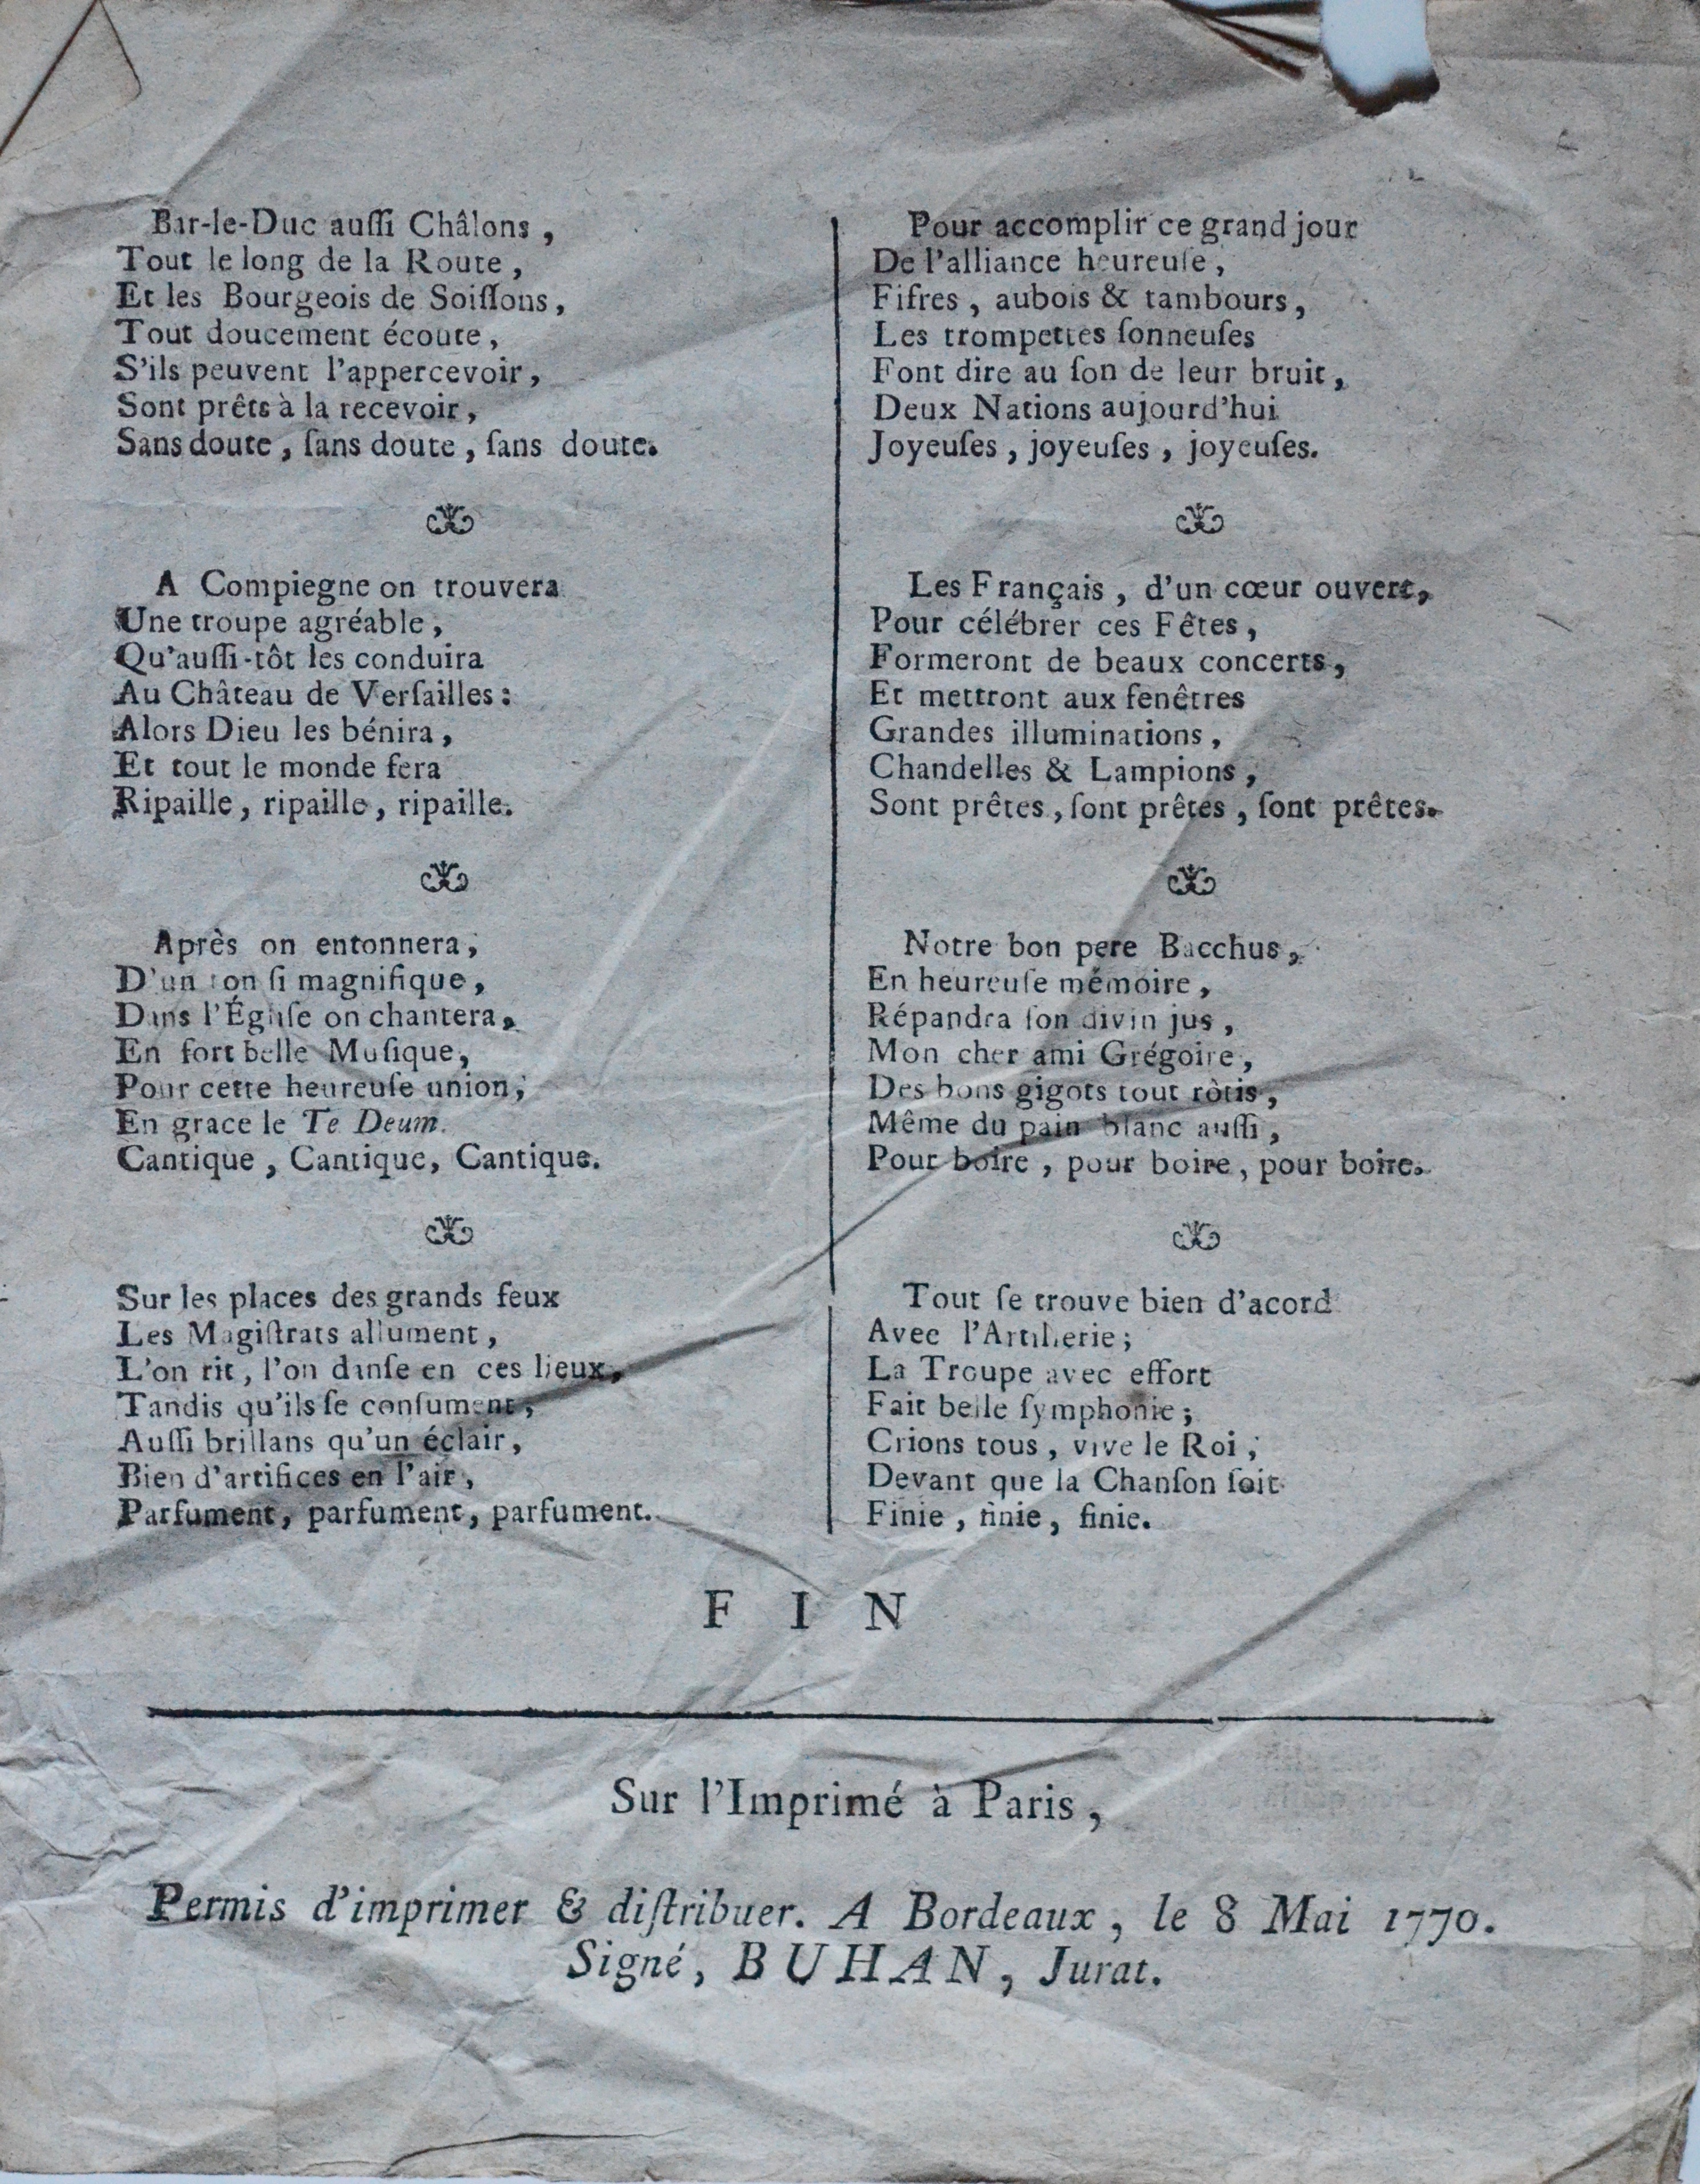 Bar-le-Duc auſſi Châlons,
Tout le long de la Route,
Et les Bourgeois de Soiſſons,
Tout doucement écoute,
S'ils peuvent l'appercevoir,
Sont prêts à la recevoir,
Sans doute, ſans doute, ſans doute.
A Compiegne on trouvera
Une troupe agréable,
Qu'auſſi-tôt les conduira
Au Château de Verſailles:
Alors Dieu les bénira,
Et tout le monde fera
Ripaille, ripaille, ripaille.
Après on entonnera,
D'un ton ſi magnifique,
Dans l'Égliſe on chantera,
En fort belle Muſique,
Pour cette heureuſe union,
En grace le Te Deum.
Cantique, Cantique, Cantique.
Sur les places des grands feux
Les Magiſtrats allument,
L'on rit, l'on danſe en ces lieux,
Tandis qu'ils ſe conſument,
Auſſi brillans qu'un éclair,
Bien d'artifices en l'air,
Parfument, parfument, parfument.
Pour accomplir ce grand jour
De l'alliance heureuſe,
Fifres, aubois & tambours,
Les trompettes ſonneuſes
Font dire au ſon de leur bruit,
Deux Nations aujourd'hui
Joyeuſes, joyeuſes, joyeuſes.
Les Français, d'un cœur ouvert,
Pour célébrer ces Fêtes,
Formeront de beaux concerts,
Et mettront aux fenêtres
Grandes illuminations,
Chandelles & Lampions,
Sont prêtes, ſont prêtes, ſont prêtes.
Notre bon pere Bacchus,
En heureuſe mémoire,
Répandra ſon divin jus,
Mon cher ami Grégoire,
Des bons gigots tout ròtis,
Même du pain blanc auſſi,
Pour boire, pour boire, pour boire.
Tout ſe trouve bien d'acord
Avec l'Artillerie;
La Troupe avec effort
Fait belle ſymphonie;
Crions tous, vive le Roi,
Devant que la Chanſon ſoit
Finie, finie, finie.
F I N
Sur l'Imprimé à Paris,
Permis d'imprimer & diſtribuer. A Bordeaux, le 8 Mai 1770.
Signé, BUHAN, Jurat.